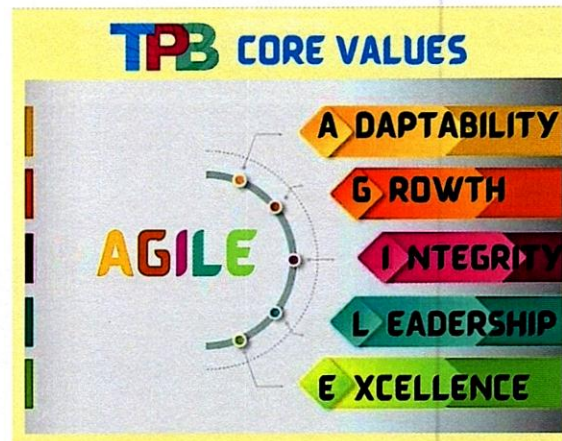 TPB CORE VALUES
AGILE
A DAPTABILITY
G ROWTH
I NTEGRITY
L EADERSHIP
E XCELLENCE